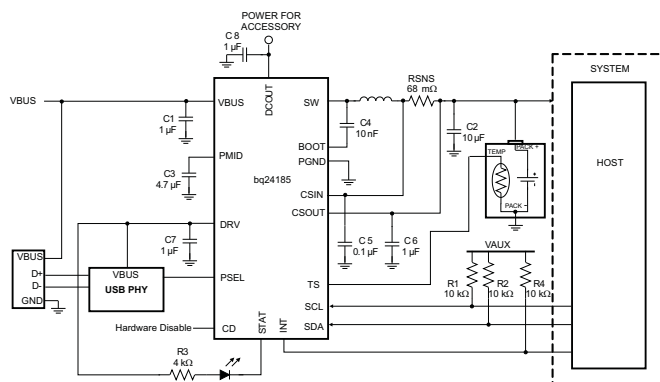 POWER FOR
ACCESSORY
C 8
1 µF
SYSTEM
RSNS
68 mΩ
VBUS
VBUS
DCOUT
SW
C1
1 µF
C4
10 nF
C2
10 µF
HOST
BOOT
PGND
TEMP
PACK +
PMID
C3
4.7 µF
bq24185
CSIN
CSOUT
PACK –
DRV
C7
1 µF
C 5
0.1 µF
C 6
1 µF
VAUX
VBUS
D+
D-
GND
VBUS
USB PHY
PSEL
TS
R1
10 kΩ
R2
10 kΩ
R4
10 kΩ
SCL
SDA
Hardware Disable
CD
STAT
INT
R3
4 kΩ